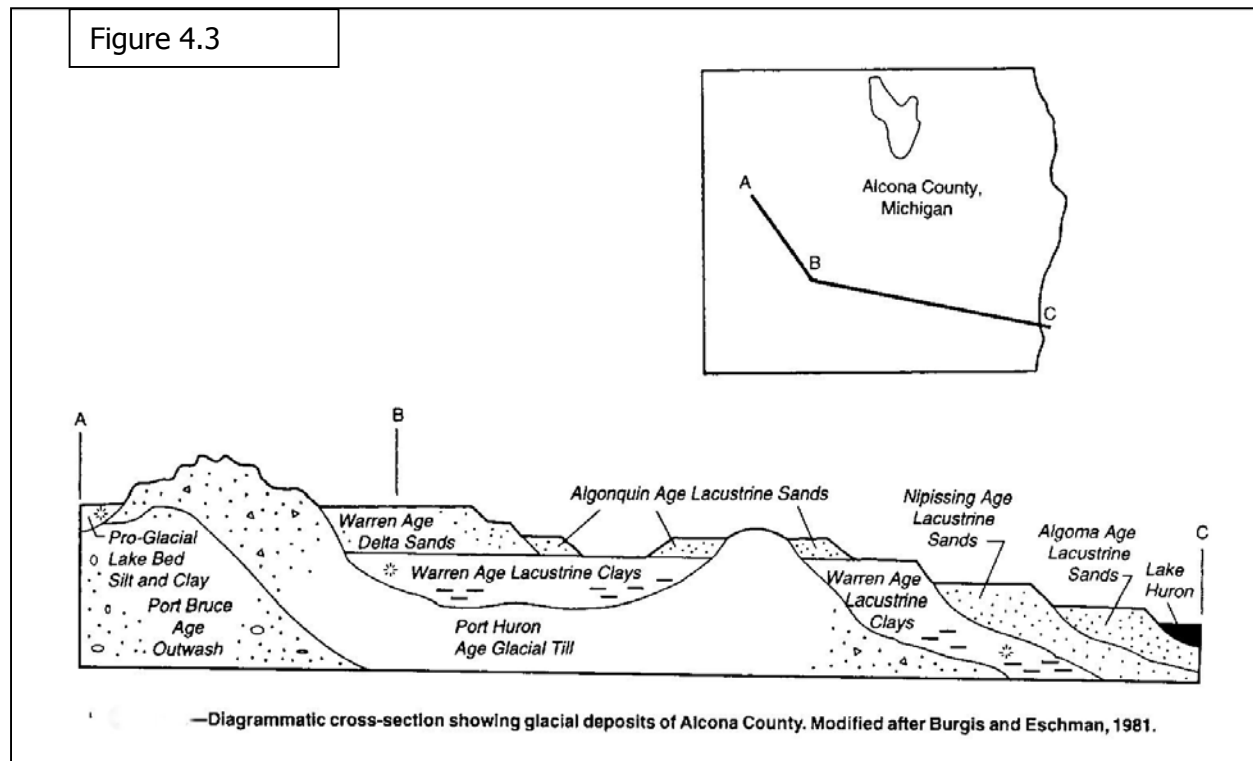 Figure 4.3
A
B
C
Alcona County,
Michigan
A
B
C
Algonquin Age Lacustrine Sands
Nipissing Age
Lacustrine
Sands
Algoma Age
Lacustrine
Sands
Lake
Huron
Pro-Glacial
Lake Bed
Silt and Clay
Port Bruce
Age
Outwash
Warren Age
Delta Sands
Warren Age Lacustrine Clays
Port Huron
Age Glacial Till
Warren Age
Lacustrine
Clays
—Diagrammatic cross-section showing glacial deposits of Alcona County. Modified after Burgis and Eschman, 1981.